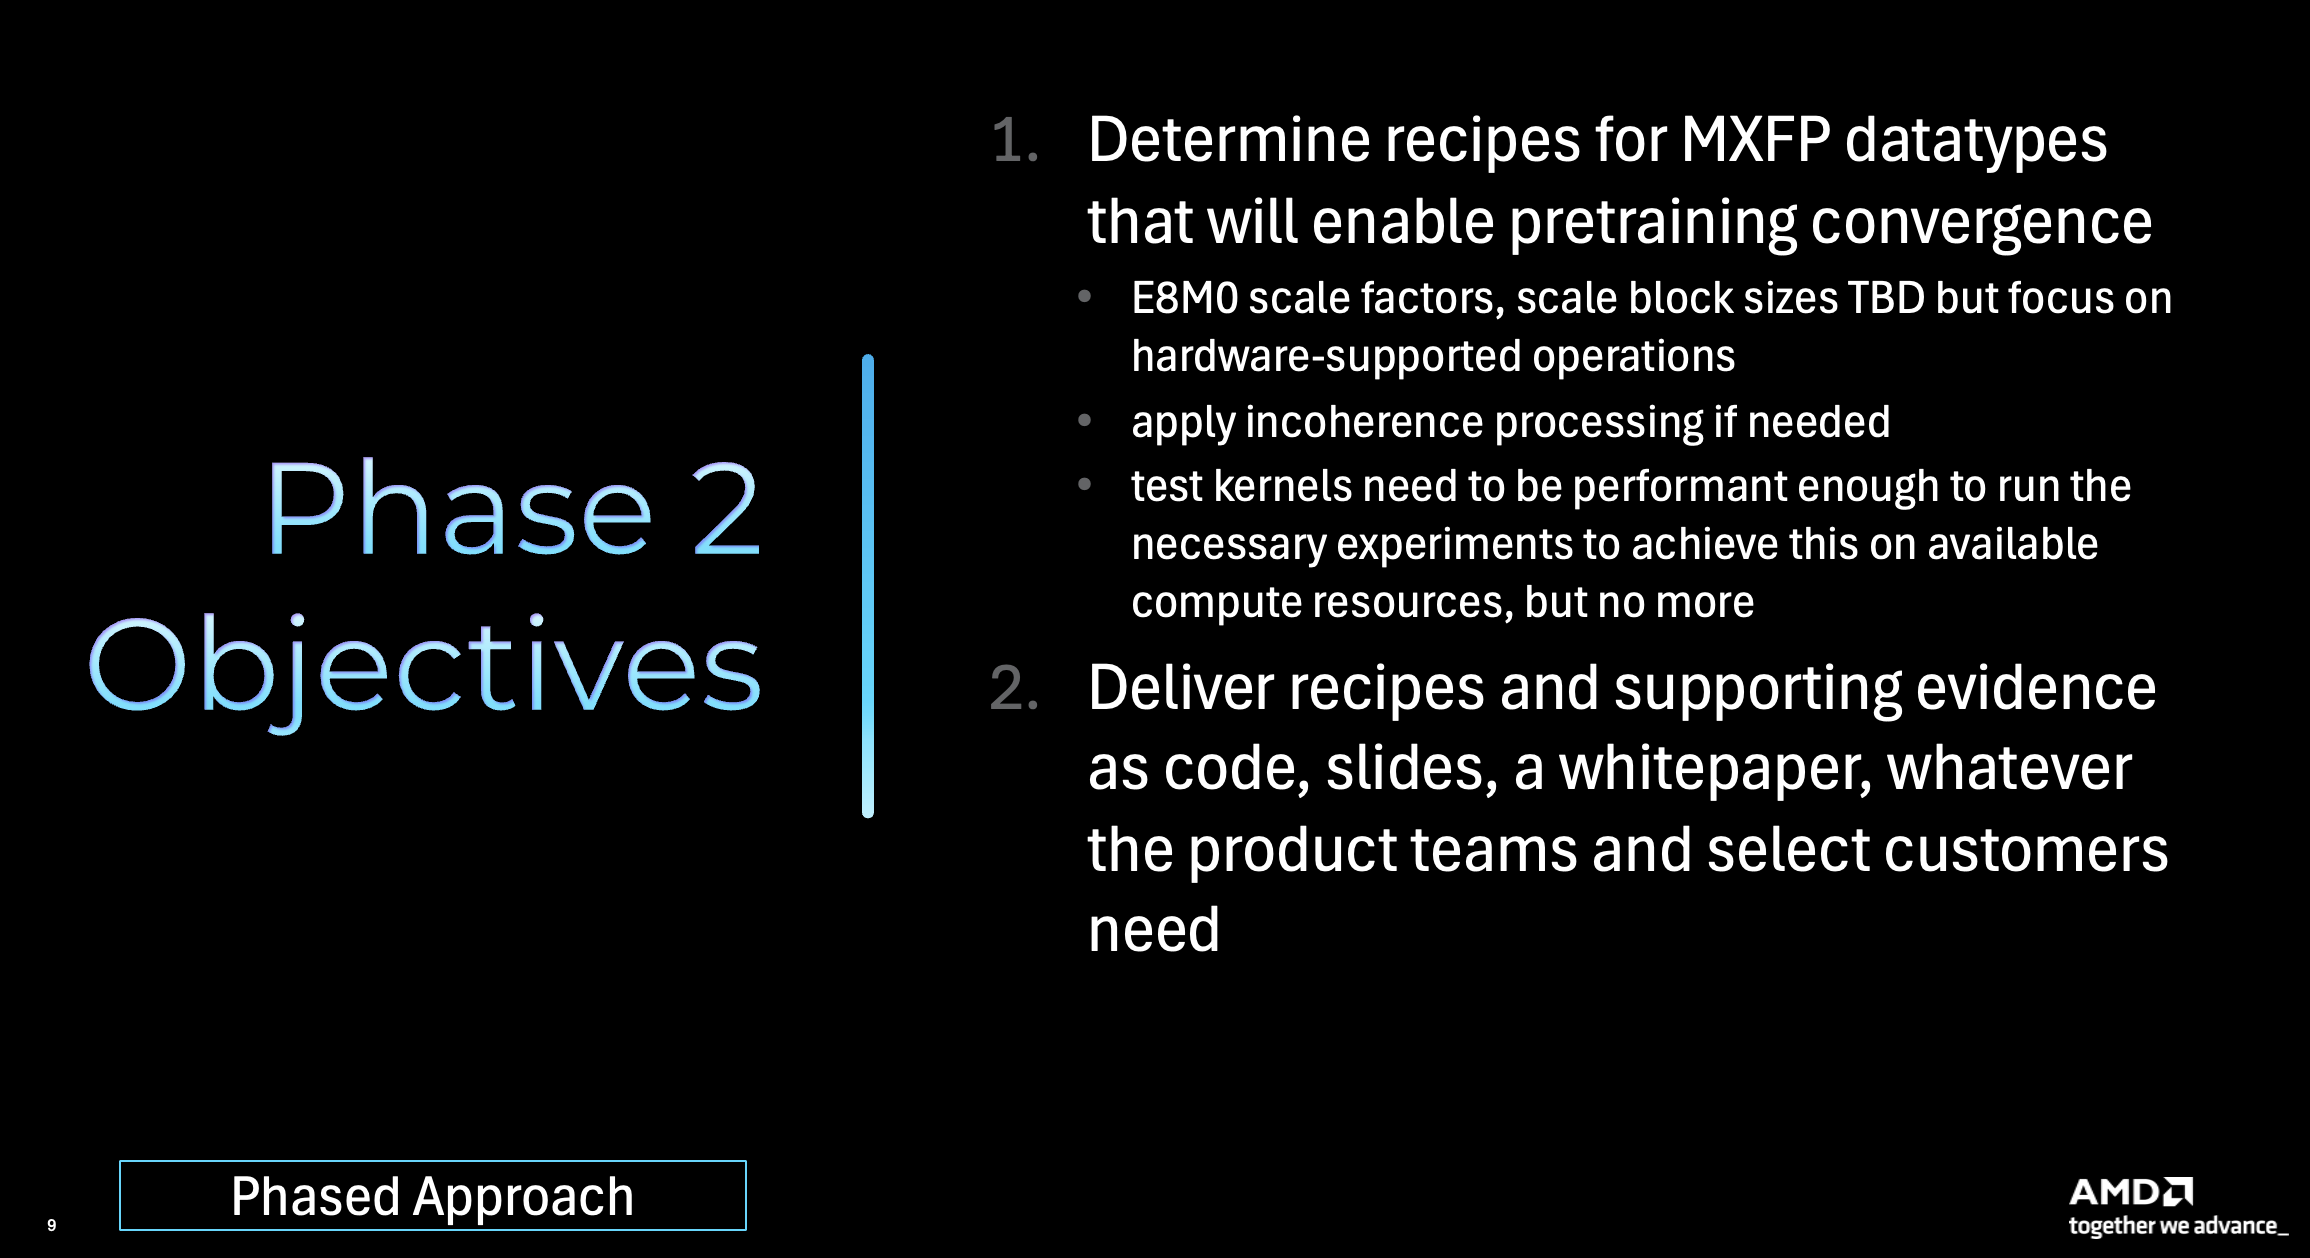 Phase 2
Objectives
1. Determine recipes for MXFP datatypes
that will enable pretraining convergence
• E8M0 scale factors, scale block sizes TBD but focus on
hardware-supported operations
• apply incoherence processing if needed
• test kernels need to be performant enough to run the
necessary experiments to achieve this on available
compute resources, but no more
2. Deliver recipes and supporting evidence
as code, slides, a whitepaper, whatever
the product teams and select customers
need
Phased Approach
9
AMD
together we advance_